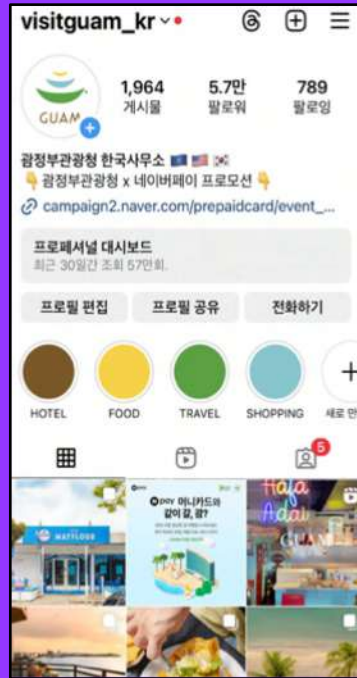 visitguam_kr
GUAM
1,964
게시물
5.7만
팔로워
789
팔로잉
괌정부관광청 한국사무소 🇬🇺 🇺🇸 🇰🇷
👇 괌정부관광청 x 네이버페이 프로모션 👇
campaign2.naver.com/prepaidcard/event_...
프로페셔널 대시보드
최근 30일간 조회 57만회.
프로필 편집
프로필 공유
전화하기
HOTEL
FOOD
TRAVEL
SHOPPING
새로 만
5
pay 머니카드와
같이 갈, 괌?
Hafa
Adai
GUAM